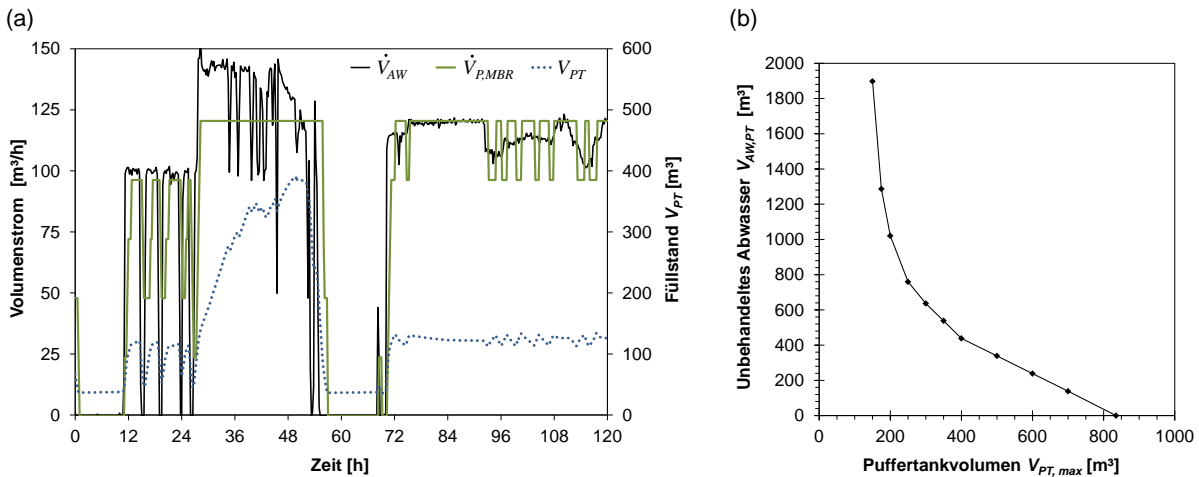 (a)
Volumenstrom [m³/h]
150
125
100
75
50
25
0
V̇AW
V̇P,MBR
VPT
600
500
400
300
200
100
0
Füllstand VPT [m³]
0 12 24 36 48 60 72 84 96 108 120
Zeit [h]
(b)
Unbehandeltes Abwasser VAW,PT [m³]
2000
1800
1600
1400
1200
1000
800
600
400
200
0
0 200 400 600 800 1000
Puffertankvolumen VPT, max [m³]